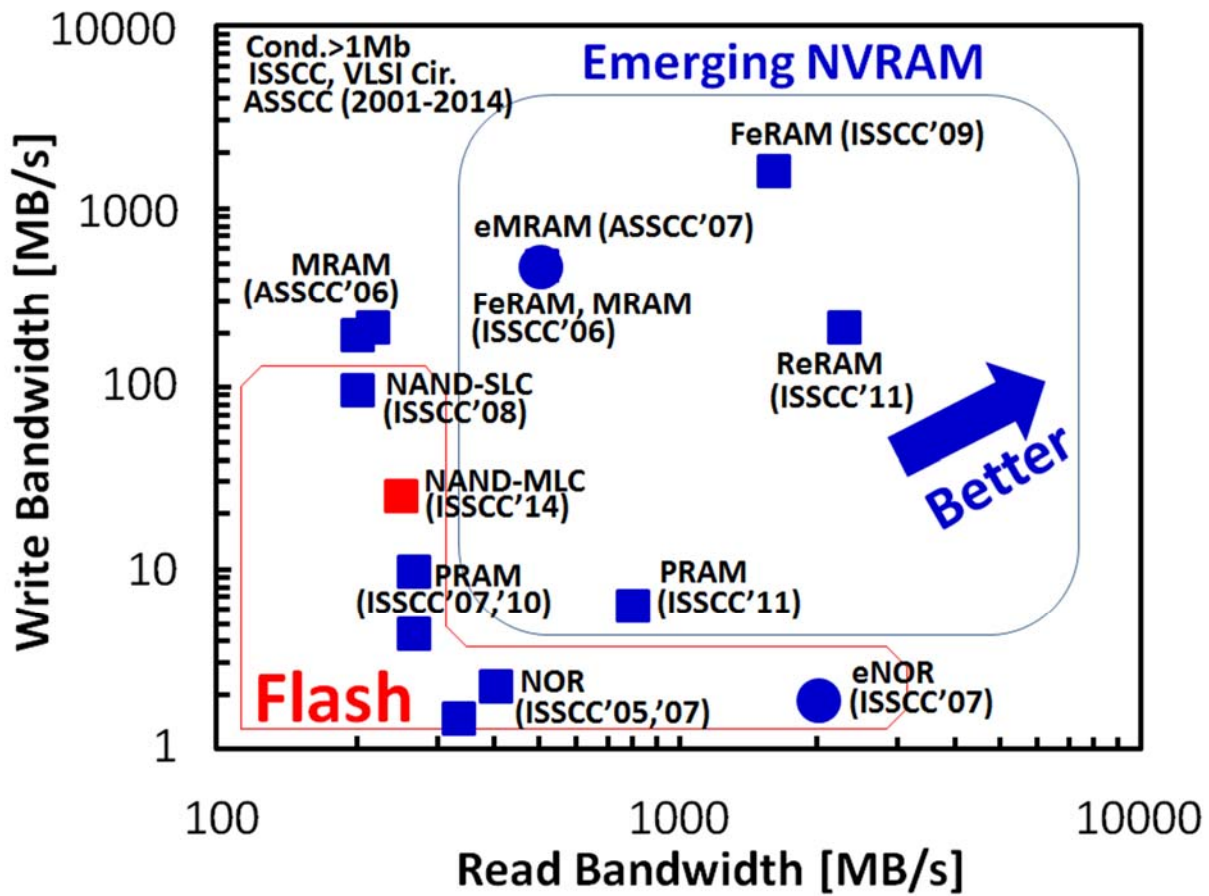 10000
1000
100
10
1
Write Bandwidth [MB/s]
Cond.>1Mb
ISSCC, VLSI Cir.
ASSCC (2001-2014)
Emerging NVRAM
FeRAM (ISSCC'09)
eMRAM (ASSCC'07)
MRAM
(ASSCC'06)
FeRAM, MRAM
(ISSCC'06)
ReRAM
(ISSCC'11)
NAND-SLC
(ISSCC'08)
Better
NAND-MLC
(ISSCC'14)
PRAM
(ISSCC'07,'10)
PRAM
(ISSCC'11)
Flash
NOR
(ISSCC'05,'07)
eNOR
(ISSCC'07)
100
1000
10000
Read Bandwidth [MB/s]